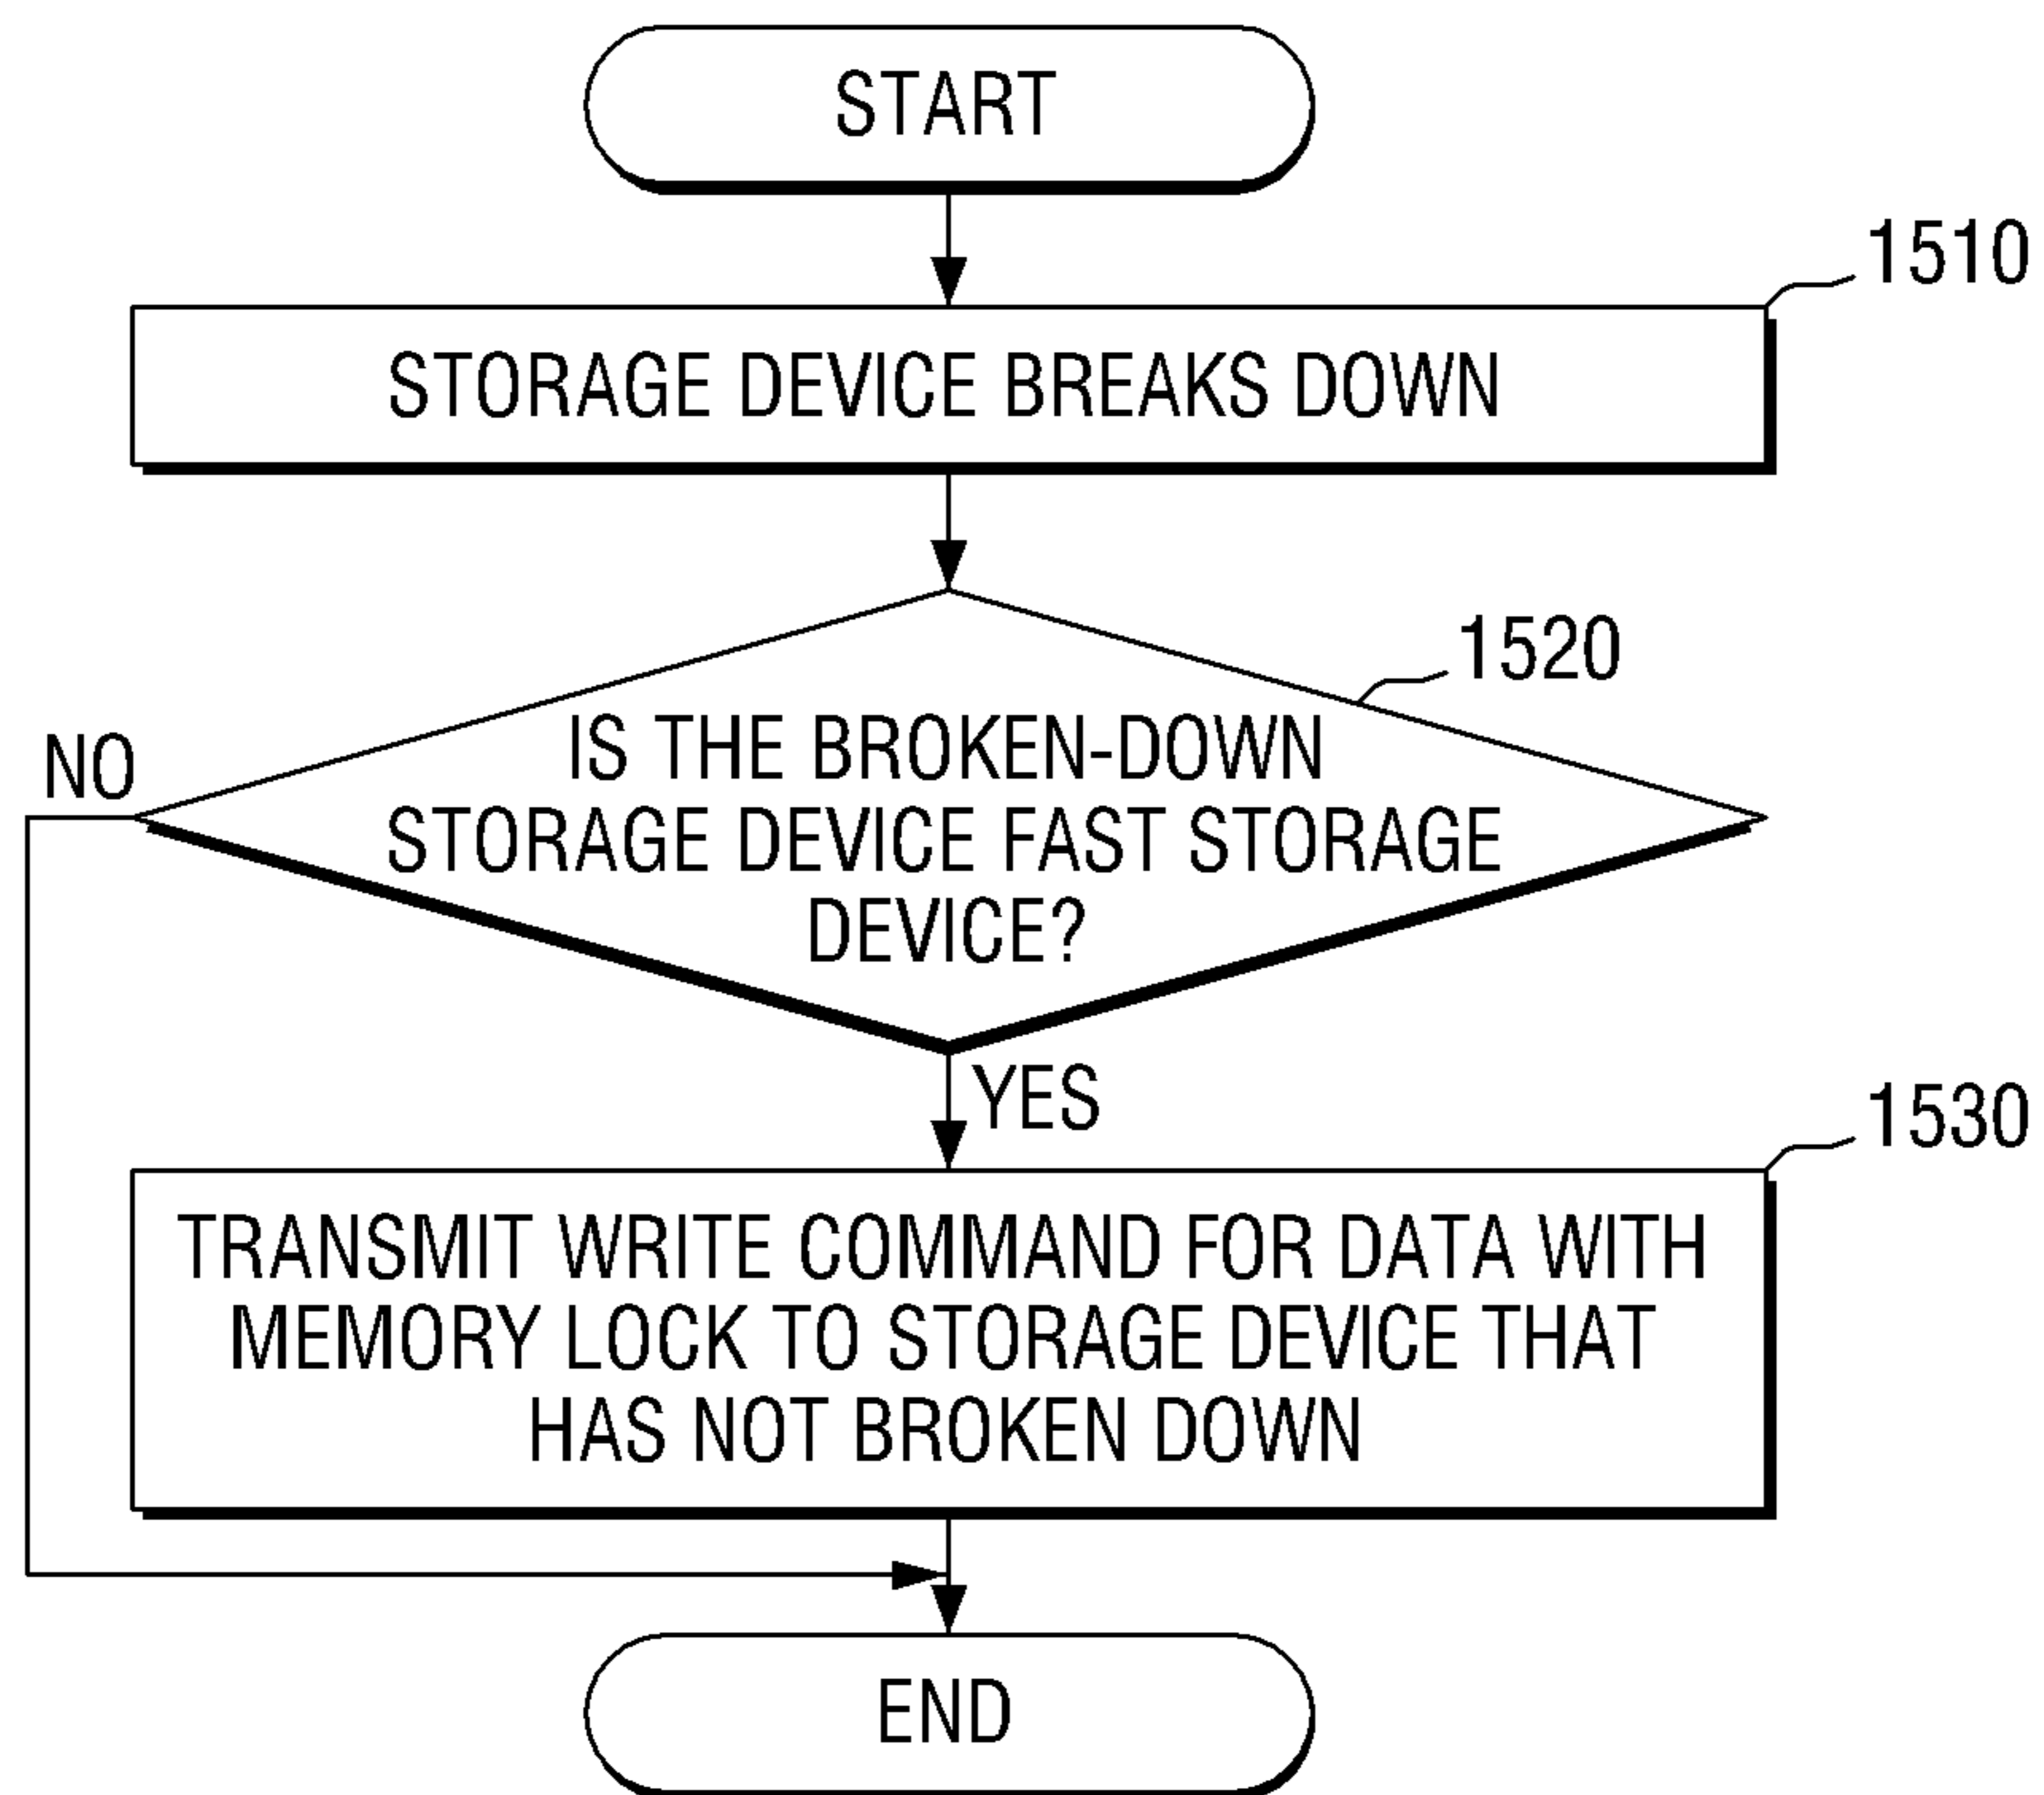 START
1510
STORAGE DEVICE BREAKS DOWN
1520
IS THE BROKEN-DOWN
NO
STORAGE DEVICE FAST STORAGE
DEVICE?
YES
1530
TRANSMIT WRITE COMMAND FOR DATA WITH
MEMORY LOCK TO STORAGE DEVICE THAT
HAS NOT BROKEN DOWN
END